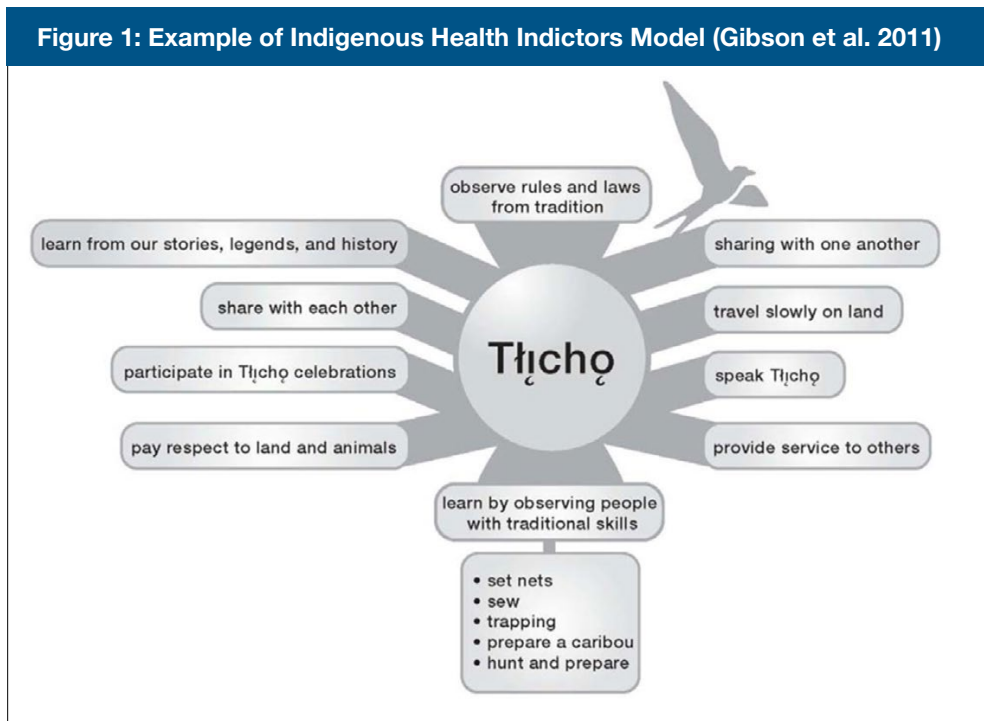 Figure 1: Example of Indigenous Health Indictors Model (Gibson et al. 2011)
observe rules and laws
from tradition
learn from our stories, legends, and history
sharing with one another
share with each other
travel slowly on land
Tłı̨chǫ
participate in Tłı̨chǫ celebrations
speak Tłı̨chǫ
pay respect to land and animals
provide service to others
learn by observing people
with traditional skills
• set nets
• sew
• trapping
• prepare a caribou
• hunt and prepare